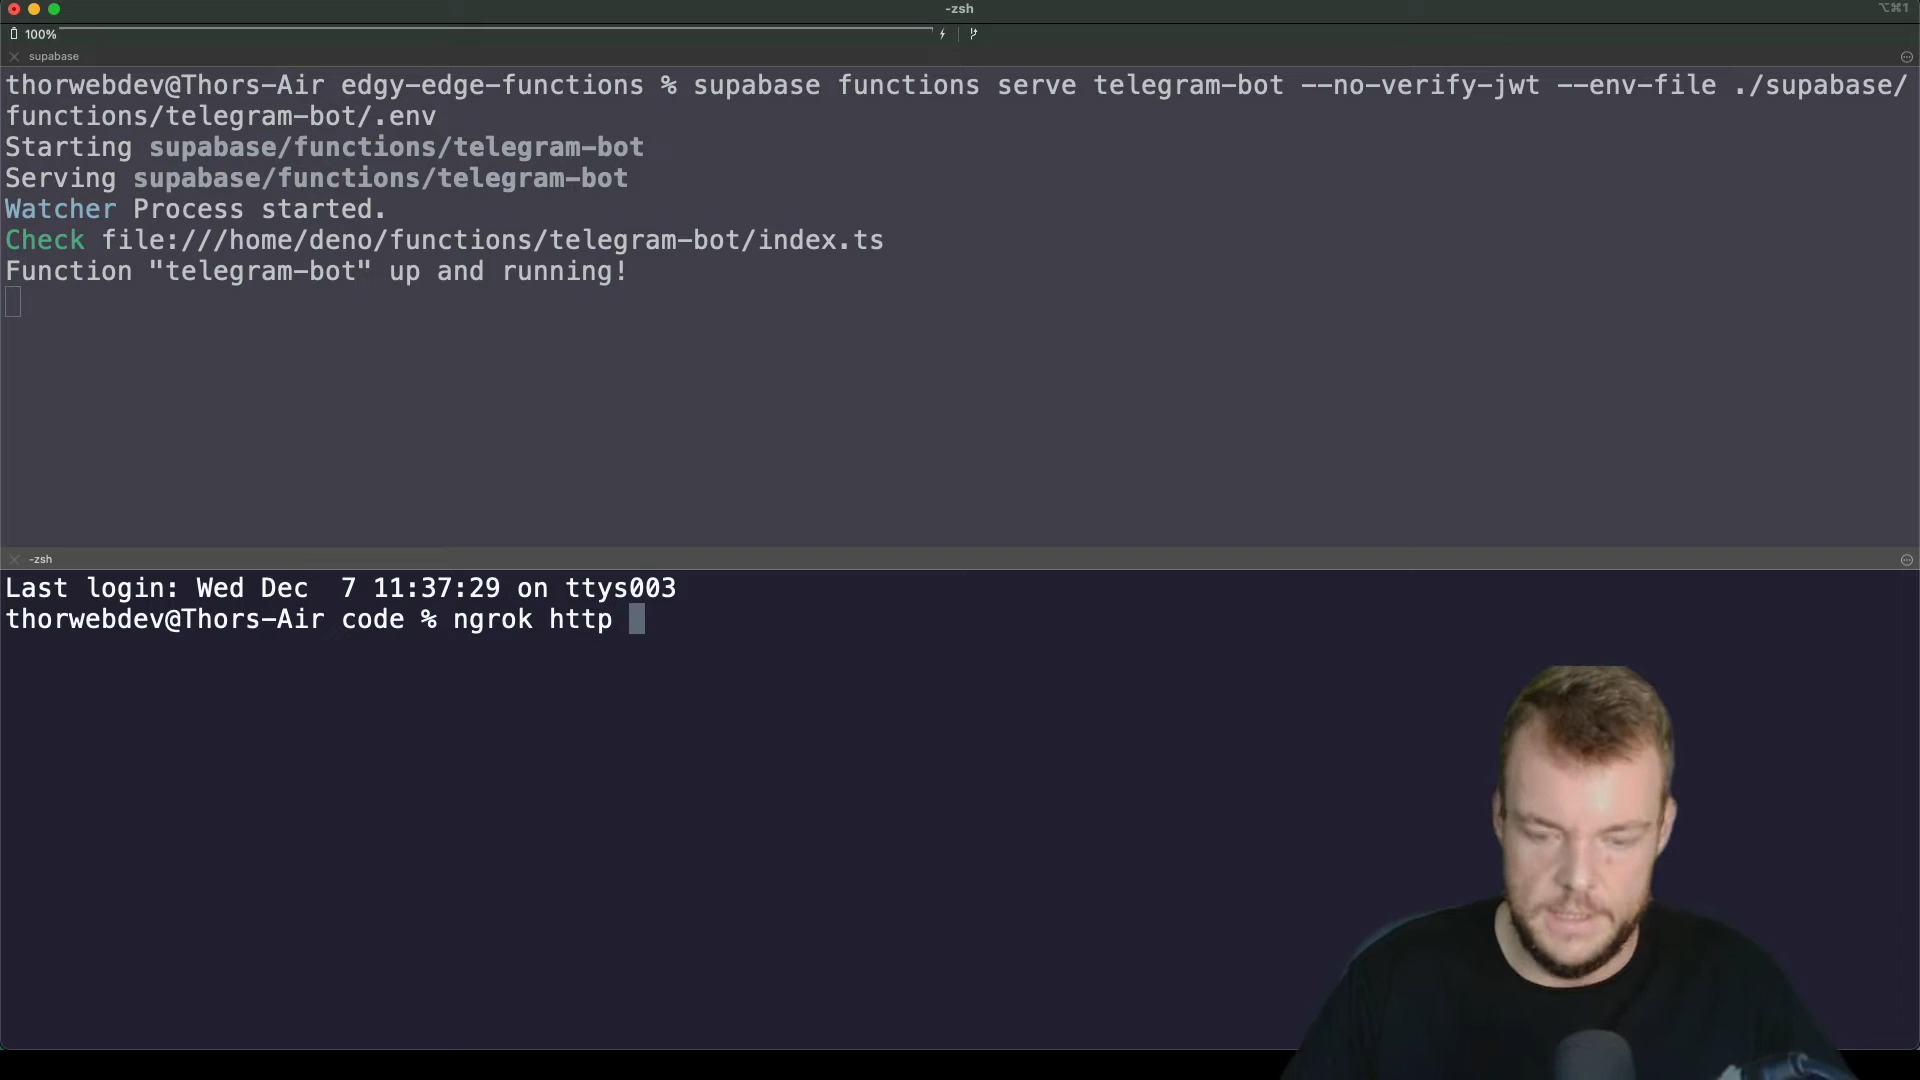 -zsh
⌥⌘1
100%
supabase
thorwebdev@Thors-Air edgy-edge-functions % supabase functions serve telegram-bot --no-verify-jwt --env-file ./supabase/
functions/telegram-bot/.env
Starting supabase/functions/telegram-bot
Serving supabase/functions/telegram-bot
Watcher Process started.
Check file:///home/deno/functions/telegram-bot/index.ts
Function "telegram-bot" up and running!
-zsh
Last login: Wed Dec  7 11:37:29 on ttys003
thorwebdev@Thors-Air code % ngrok http